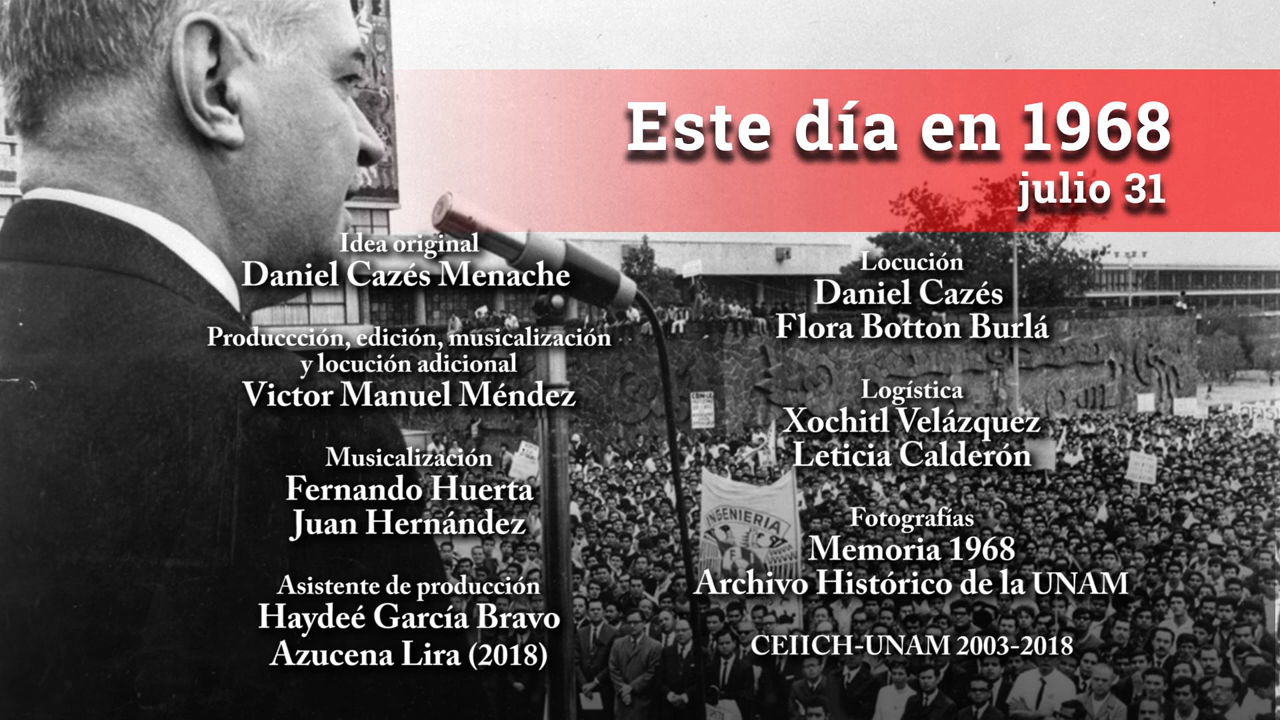 Este día en 1968
julio 31
Idea original
Daniel Cazés Menache
Produccción, edición, musicalización
y locución adicional
Victor Manuel Méndez
Musicalización
Fernando Huerta
Juan Hernández
Asistente de producción
Haydeé García Bravo
Azucena Lira (2018)
Locución
Daniel Cazés
Flora Botton Burlá
Logística
Xochitl Velázquez
Leticia Calderón
Fotografías
Memoria 1968
Archivo Histórico de la UNAM
CEIICH-UNAM 2003-2018
INGENIERIA